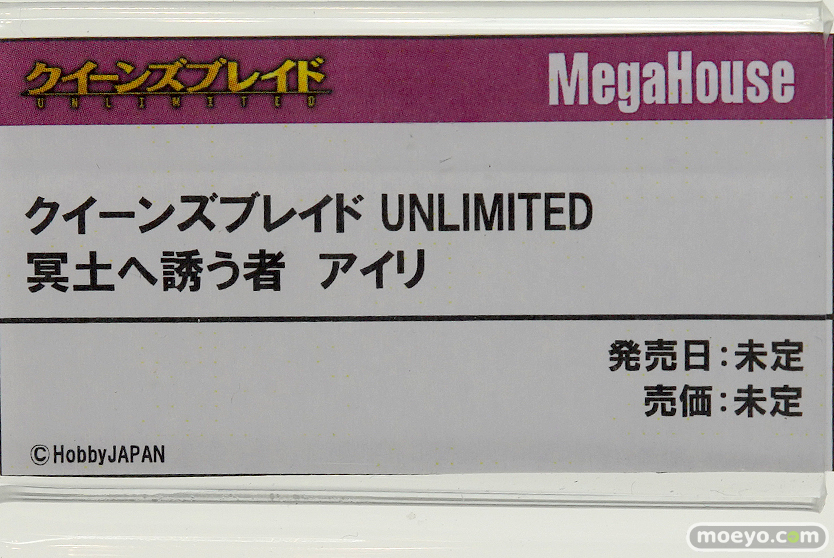 クイーンズブレイド
UNLIMITED
MegaHouse
クイーンズブレイド UNLIMITED
冥土へ誘う者 アイリ
発売日：未定
売価：未定
©HobbyJAPAN
moeyo.com